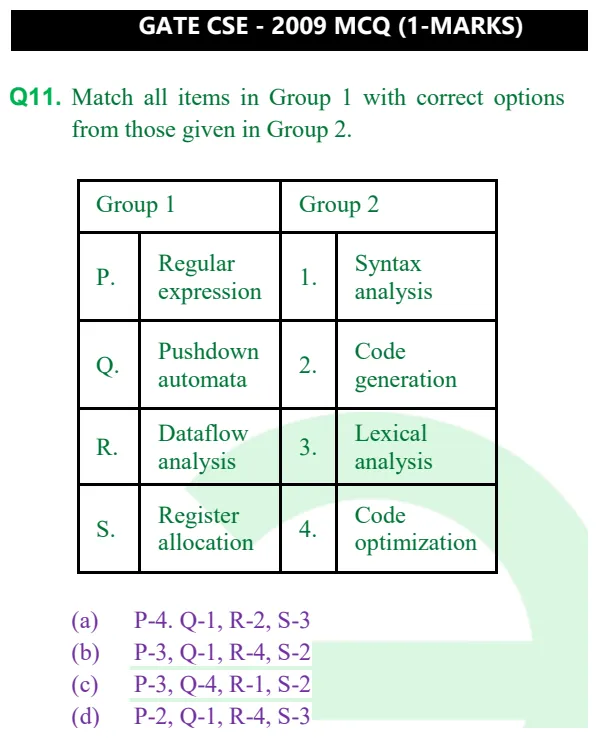 GATE CSE - 2009 MCQ (1-MARKS)
Q11. Match all items in Group 1 with correct options
from those given in Group 2.
Group 1 Group 2
P. Regular expression 1. Syntax analysis
Q. Pushdown automata 2. Code generation
R. Dataflow analysis 3. Lexical analysis
S. Register allocation 4. Code optimization
(a) P-4. Q-1, R-2, S-3
(b) P-3, Q-1, R-4, S-2
(c) P-3, Q-4, R-1, S-2
(d) P-2, Q-1, R-4, S-3